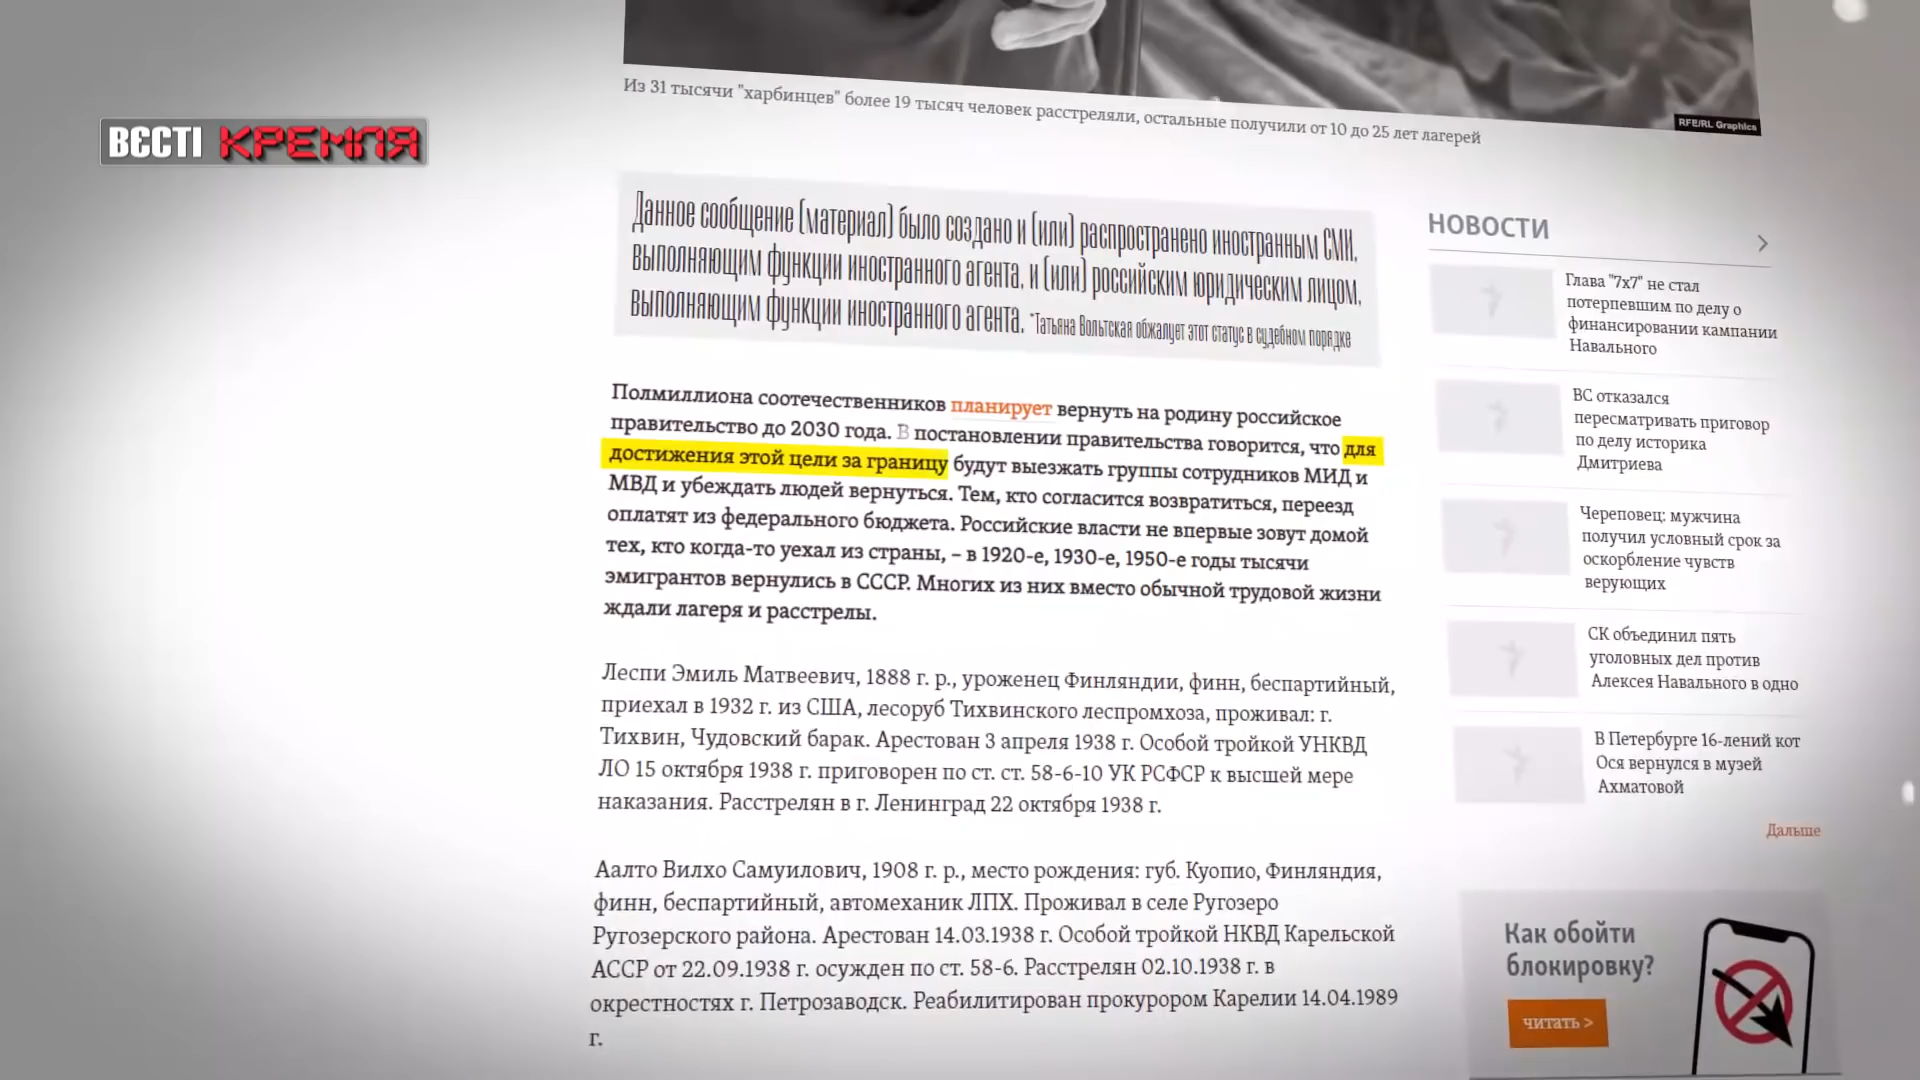 ВЄСТІ КРЕМЛЯ
Из 31 тысячи "харбинцев" более 19 тысяч человек расстреляли, остальные получили от 10 до 25 лет лагерей
RFE/RL Graphics
Данное сообщение (материал) было создано и (или) распространено иностранным СМИ,
выполняющим функции иностранного агента, и (или) российским юридическим лицом,
выполняющим функции иностранного агента. *Татьяна Вольтская обжалует этот статус в судебном порядке
Полмиллиона соотечественников планирует вернуть на родину российское
правительство до 2030 года. В постановлении правительства говорится, что для
достижения этой цели за границу будут выезжать группы сотрудников МИД и
МВД и убеждать людей вернуться. Тем, кто согласится возвратиться, переезд
оплатят из федерального бюджета. Российские власти не впервые зовут домой
тех, кто когда-то уехал из страны, – в 1920-е, 1930-е, 1950-е годы тысячи
эмигрантов вернулись в СССР. Многих из них вместо обычной трудовой жизни
ждали лагеря и расстрелы.
Леспи Эмиль Матвеевич, 1888 г. р., уроженец Финляндии, финн, беспартийный,
приехал в 1932 г. из США, лесоруб Тихвинского леспромхоза, проживал: г.
Тихвин, Чудовский барак. Арестован 3 апреля 1938 г. Особой тройкой УНКВД
ЛО 15 октября 1938 г. приговорен по ст. ст. 58-6-10 УК РСФСР к высшей мере
наказания. Расстрелян в г. Ленинград 22 октября 1938 г.
Аалто Вилхо Самуилович, 1908 г. р., место рождения: губ. Куопио, Финляндия,
финн, беспартийный, автомеханик ЛПХ. Проживал в селе Ругозеро
Ругозерского района. Арестован 14.03.1938 г. Особой тройкой НКВД Карельской
АССР от 22.09.1938 г. осужден по ст. 58-6. Расстрелян 02.10.1938 г. в
окрестностях г. Петрозаводск. Реабилитирован прокурором Карелии 14.04.1989
г.
НОВОСТИ
Глава "7x7" не стал
потерпевшим по делу о
финансировании кампании
Навального
ВС отказался
пересматривать приговор
по делу историка
Дмитриева
Череповец: мужчина
получил условный срок за
оскорбление чувств
верующих
СК объединил пять
уголовных дел против
Алексея Навального в одно
В Петербурге 16-лений кот
Ося вернулся в музей
Ахматовой
Дальше
Как обойти
блокировку?
читать >